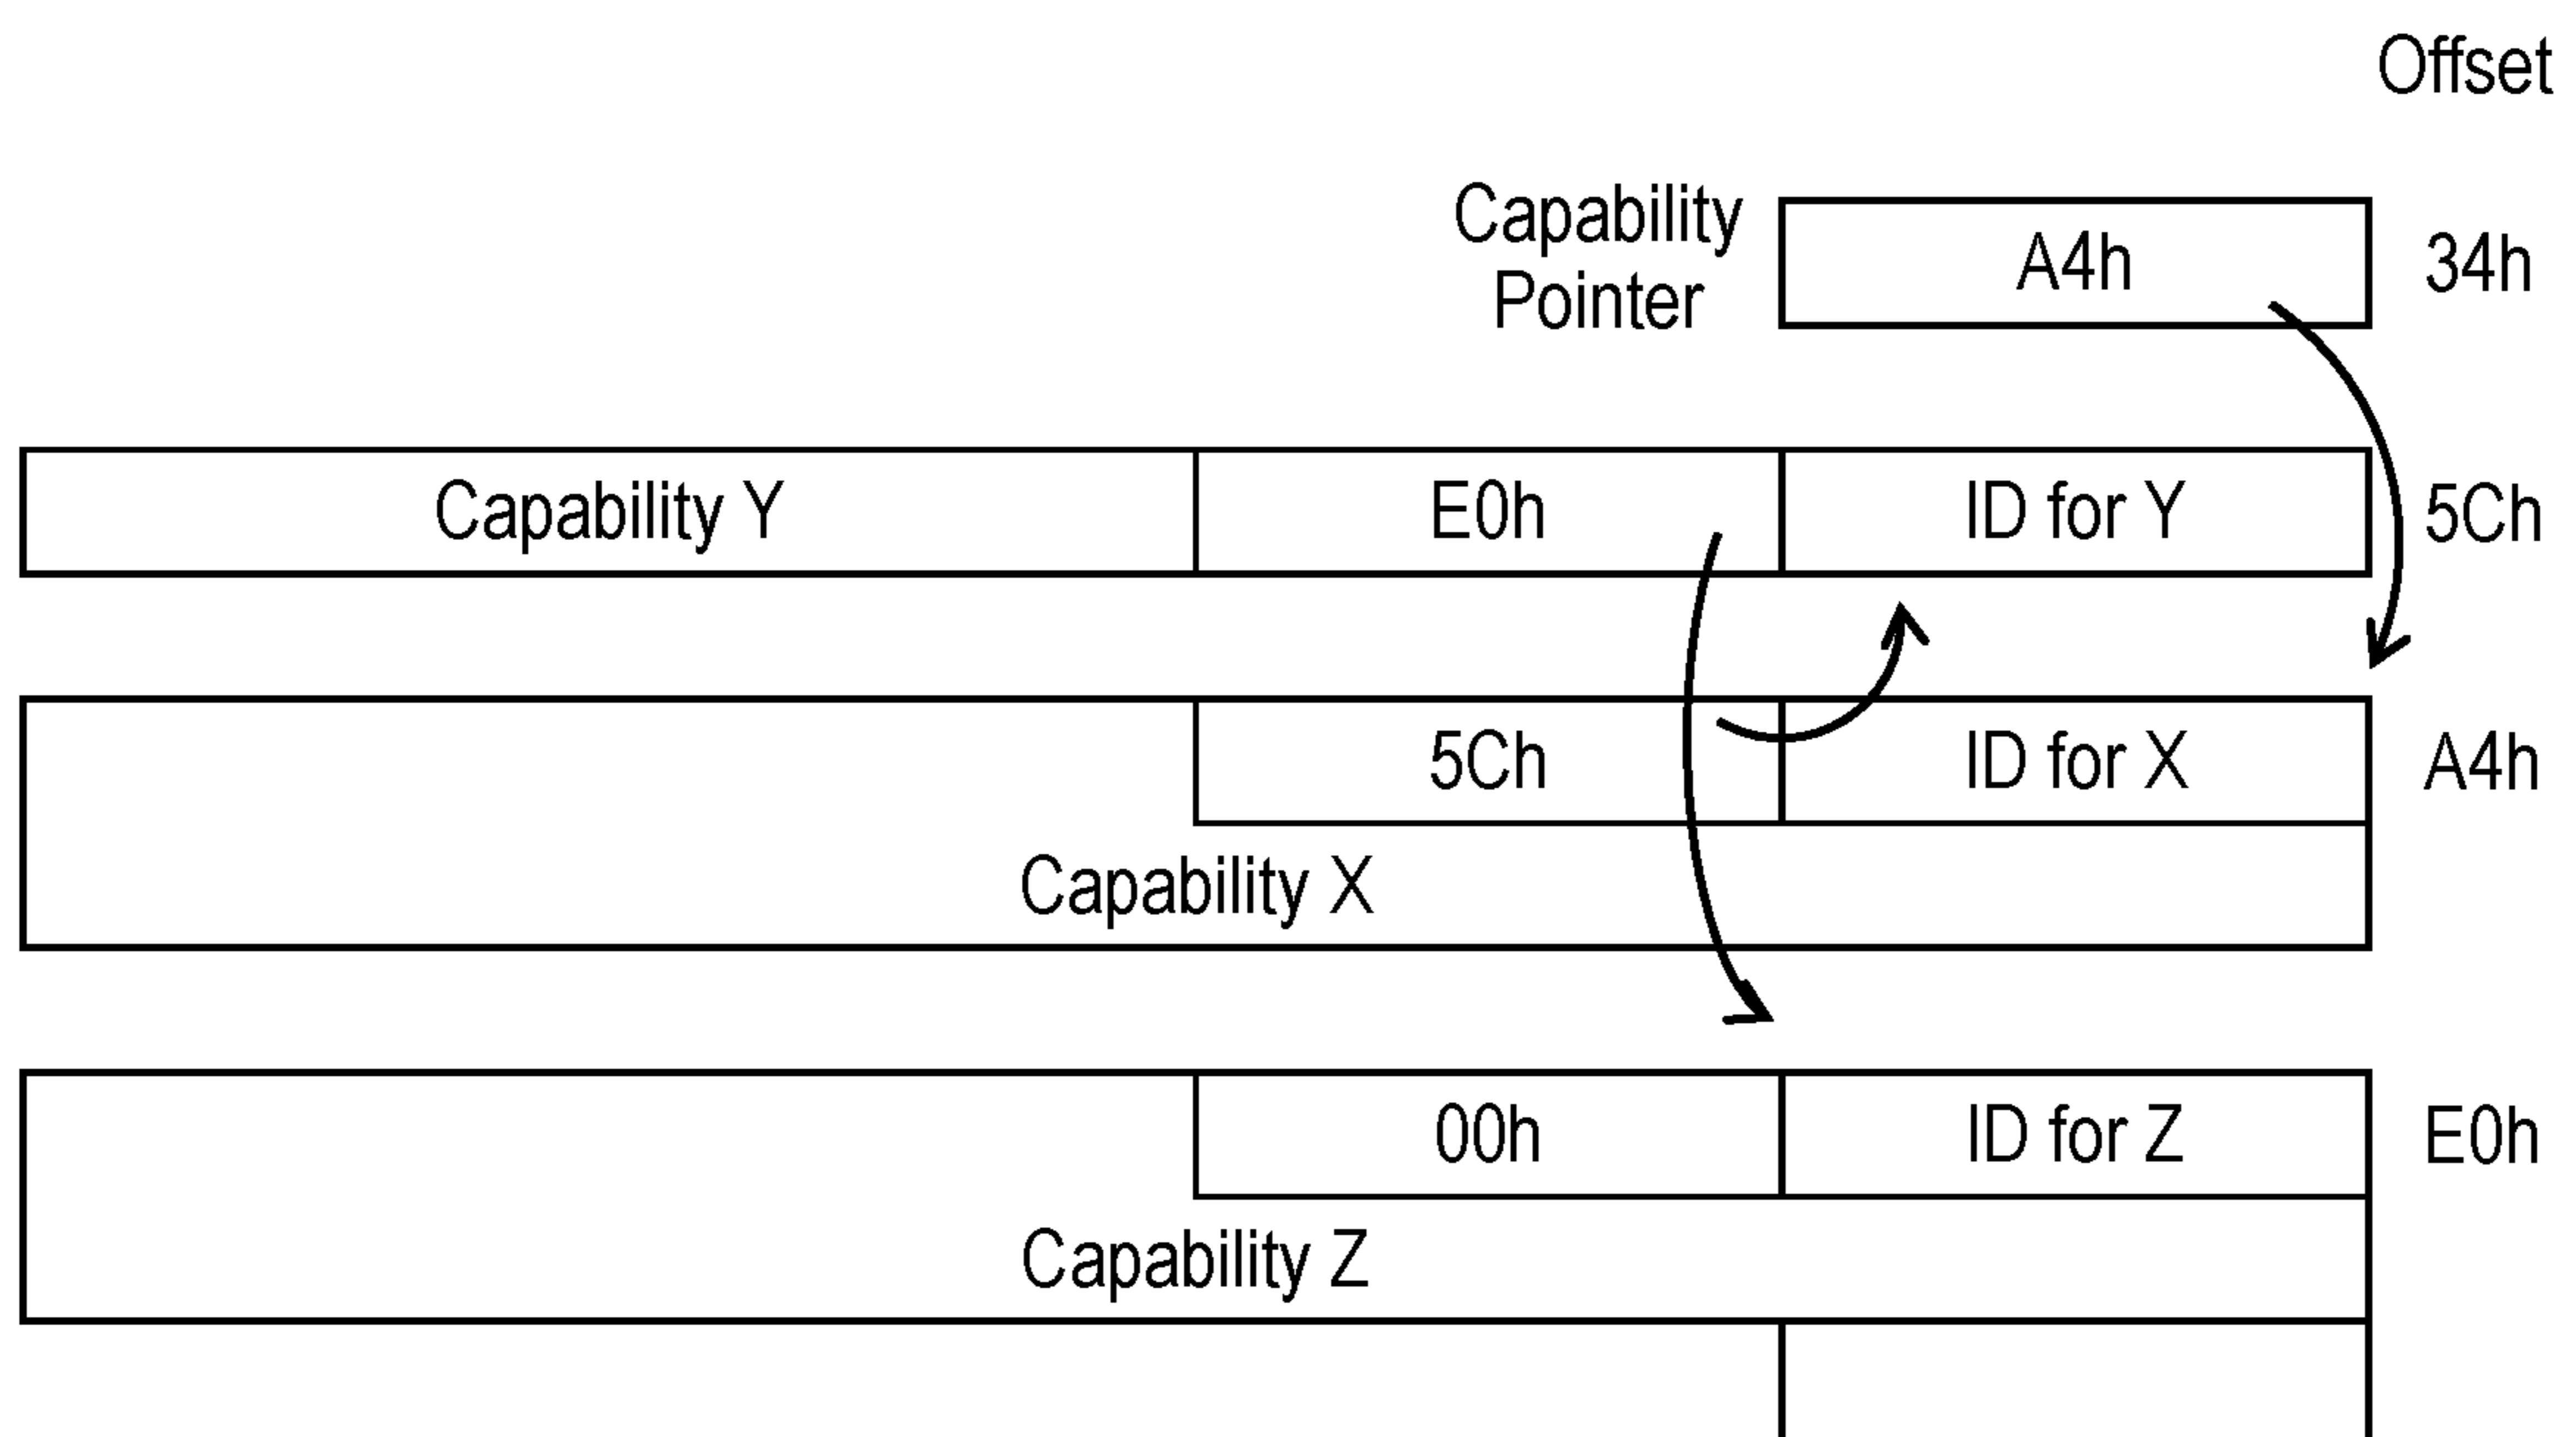 Offset
Capability
Pointer
A4h
34h
Capability Y
E0h
ID for Y
5Ch
5Ch
ID for X
A4h
Capability X
00h
ID for Z
E0h
Capability Z